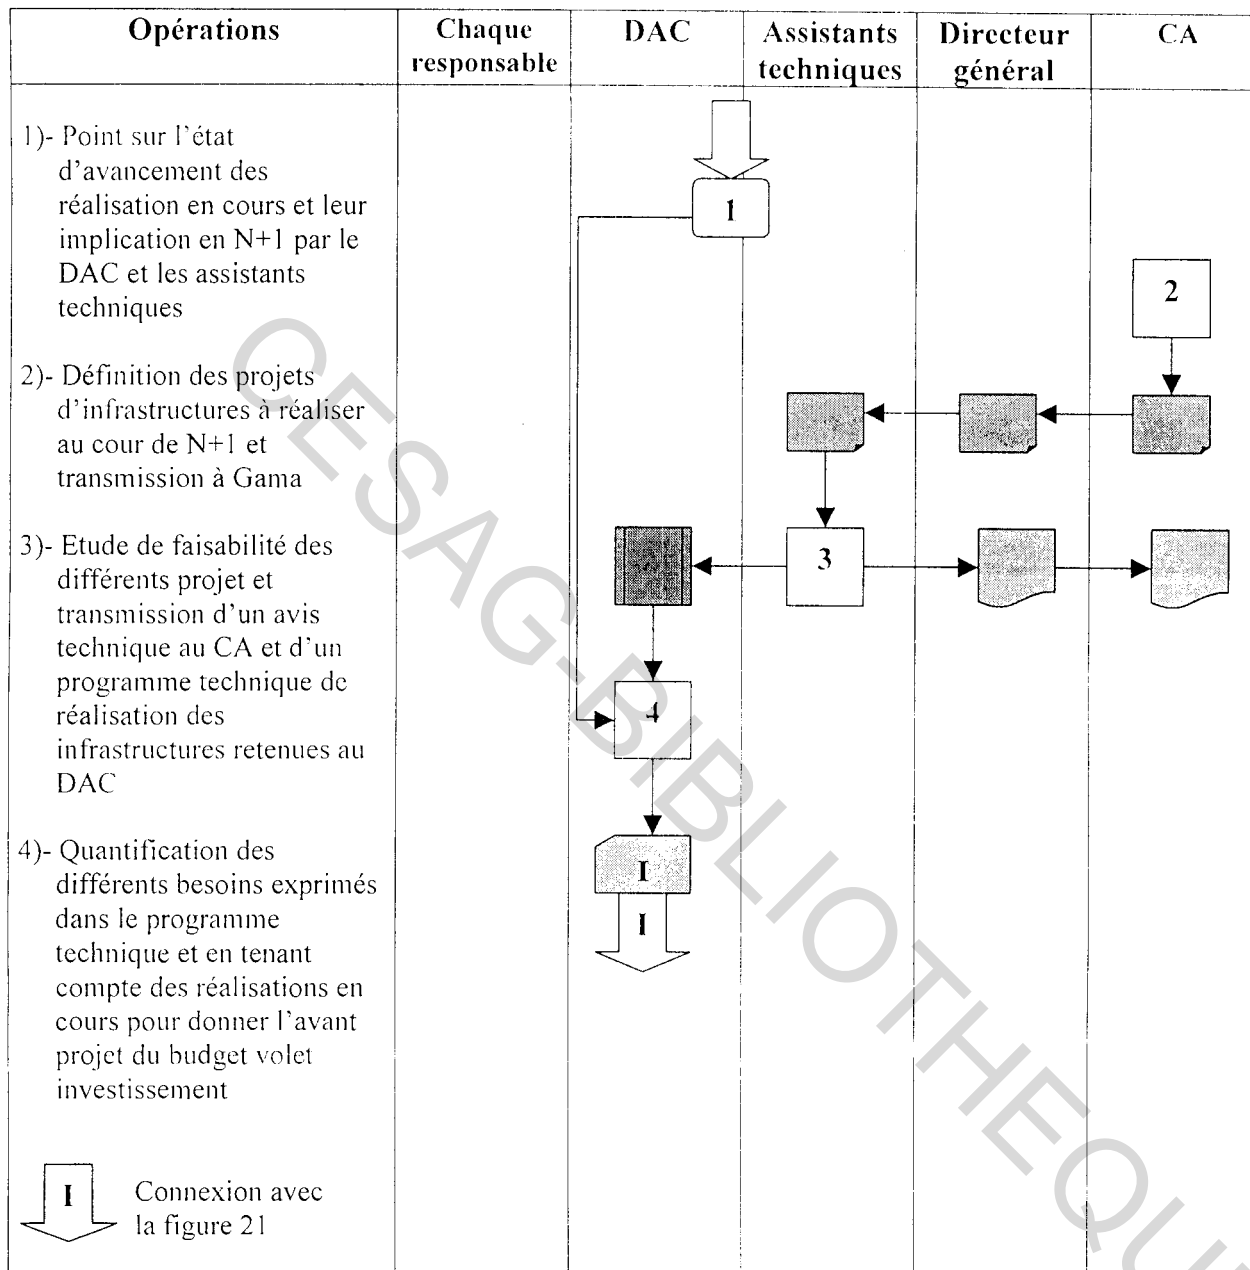 Opérations
Chaque
responsable
DAC
Assistants
techniques
Directeur
général
CA
1)- Point sur l'état
d'avancement des
réalisation en cours et leur
implication en N+1 par le
DAC et les assistants
techniques
2)- Définition des projets
d'infrastructures à réaliser
au cour de N+1 et
transmission à Gama
3)- Etude de faisabilité des
différents projet et
transmission d'un avis
technique au CA et d'un
programme technique de
réalisation des
infrastructures retenues au
DAC
4)- Quantification des
différents besoins exprimés
dans le programme
technique et en tenant
compte des réalisations en
cours pour donner l'avant
projet du budget volet
investissement
I
Connexion avec
la figure 21
1
2
3
4
I
I
CESAG-BIBLIOTHEQU